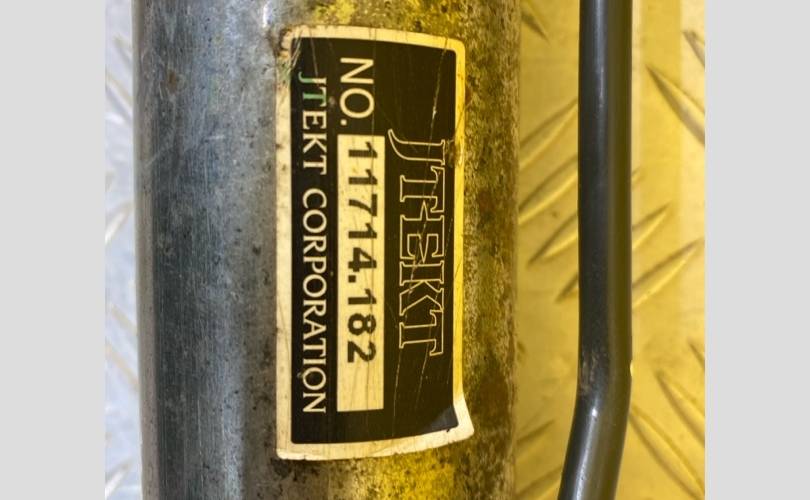 JTEKT
NO. 11714.182
JTEKT CORPORATION